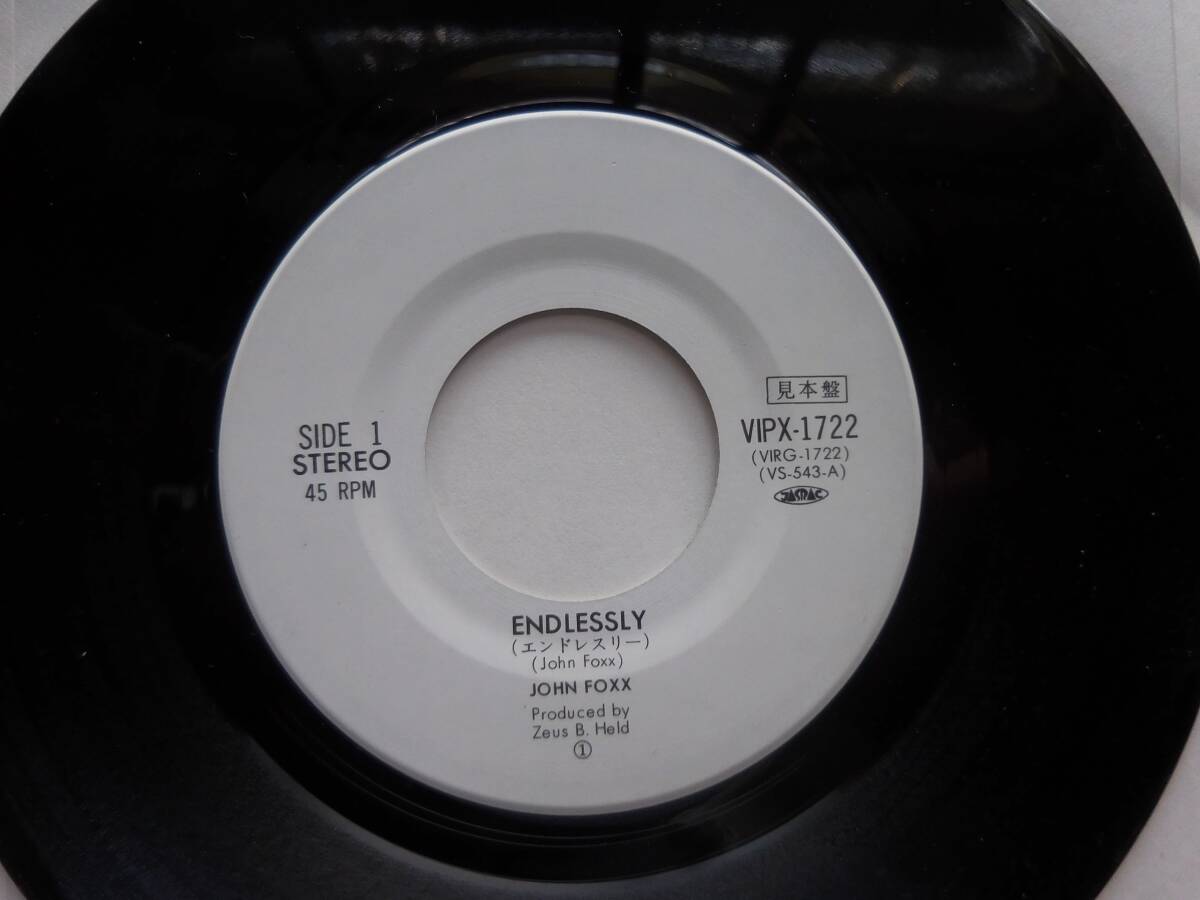 SIDE 1
STEREO
45 RPM
見本盤
VIPX-1722
(VIRG-1722)
(VS-543-A)
JASRAC
ENDLESSLY
(エンドレスリー)
(John Foxx)
JOHN FOXX
Produced by
Zeus B. Held
①